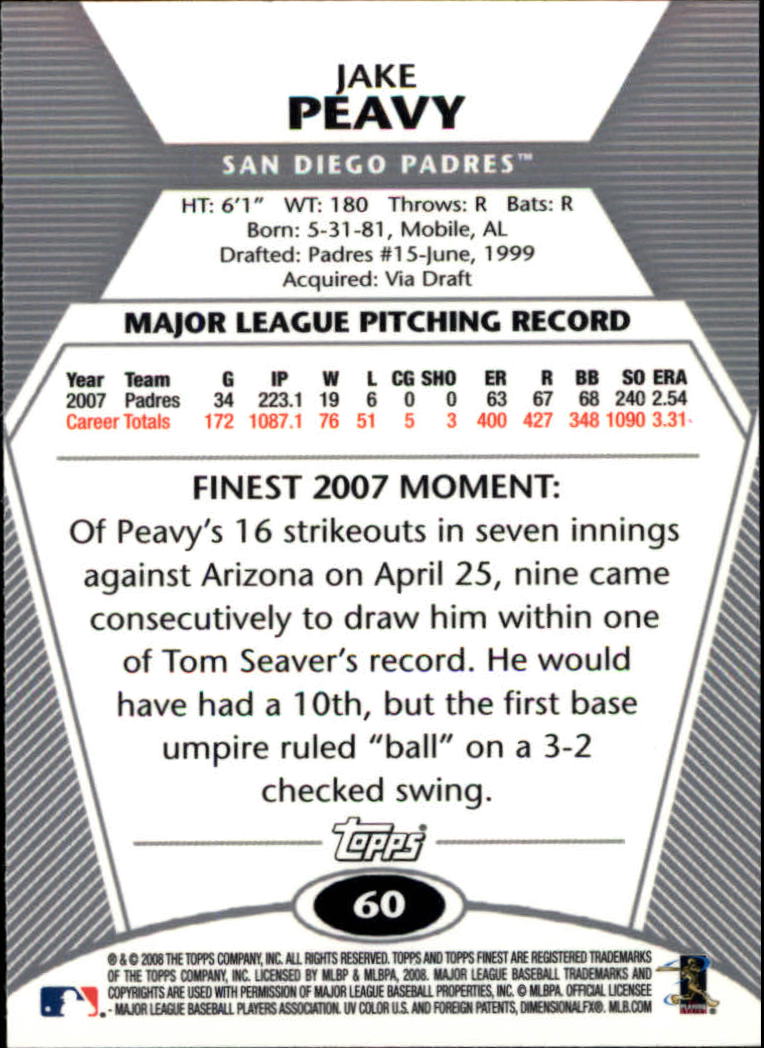 JAKE
PEAVY
SAN DIEGO PADRES™
HT: 6'1" WT: 180 Throws: R Bats: R
Born: 5-31-81, Mobile, AL
Drafted: Padres #15-June, 1999
Acquired: Via Draft
MAJOR LEAGUE PITCHING RECORD
Year Team G IP W L CG SHO ER R BB SO ERA
2007 Padres 34 223.1 19 6 0 0 63 67 68 240 2.54
Career Totals 172 1087.1 76 51 5 3 400 427 348 1090 3.31
FINEST 2007 MOMENT:
Of Peavy's 16 strikeouts in seven innings
against Arizona on April 25, nine came
consecutively to draw him within one
of Tom Seaver's record. He would
have had a 10th, but the first base
umpire ruled "ball" on a 3-2
checked swing.
topps®
60
® & © 2008 THE TOPPS COMPANY, INC. ALL RIGHTS RESERVED. TOPPS AND TOPPS FINEST ARE REGISTERED TRADEMARKS
OF THE TOPPS COMPANY, INC. LICENSED BY MLBP & MLBPA, 2008. MAJOR LEAGUE BASEBALL TRADEMARKS AND
COPYRIGHTS ARE USED WITH PERMISSION OF MAJOR LEAGUE BASEBALL PROPERTIES, INC. © MLBPA. OFFICIAL LICENSEE
- MAJOR LEAGUE BASEBALL PLAYERS ASSOCIATION. UV COLOR U.S. AND FOREIGN PATENTS, DIMENSIONALFX®. MLB.COM